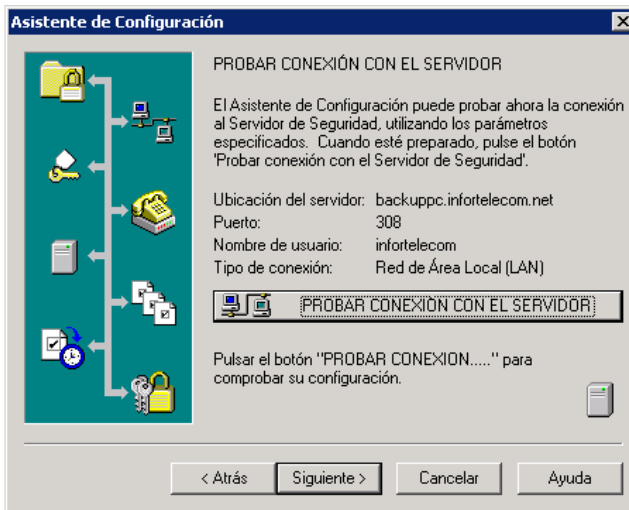 Asistente de Configuración
PROBAR CONEXIÓN CON EL SERVIDOR
El Asistente de Configuración puede probar ahora la conexión
al Servidor de Seguridad, utilizando los parámetros
especificados. Cuando esté preparado, pulse el botón
'Probar conexión con el Servidor de Seguridad'.
Ubicación del servidor: backuppc.infortelecom.net
Puerto: 308
Nombre de usuario: infortelecom
Tipo de conexión: Red de Área Local (LAN)
PROBAR CONEXIÓN CON EL SERVIDOR
Pulsar el botón "PROBAR CONEXION....." para
comprobar su configuración.
< Atrás Siguiente > Cancelar Ayuda